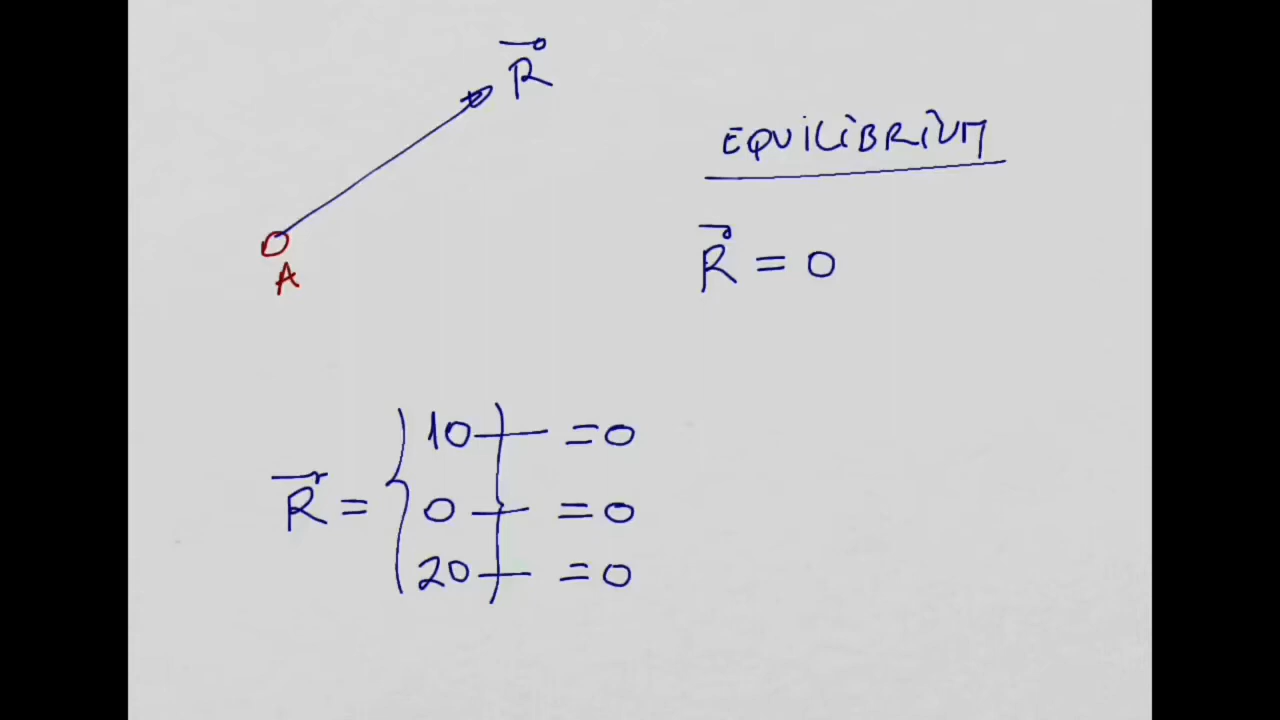 R
EQUILIBRIUM
R = 0
A
10 = 0
R = 0 = 0
20 = 0